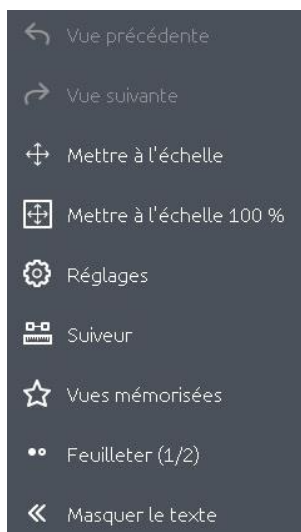 Vue précédente
Vue suivante
Mettre à l'échelle
Mettre à l'échelle 100 %
Réglages
Suiveur
Vues mémorisées
Feuilleter (1/2)
Masquer le texte